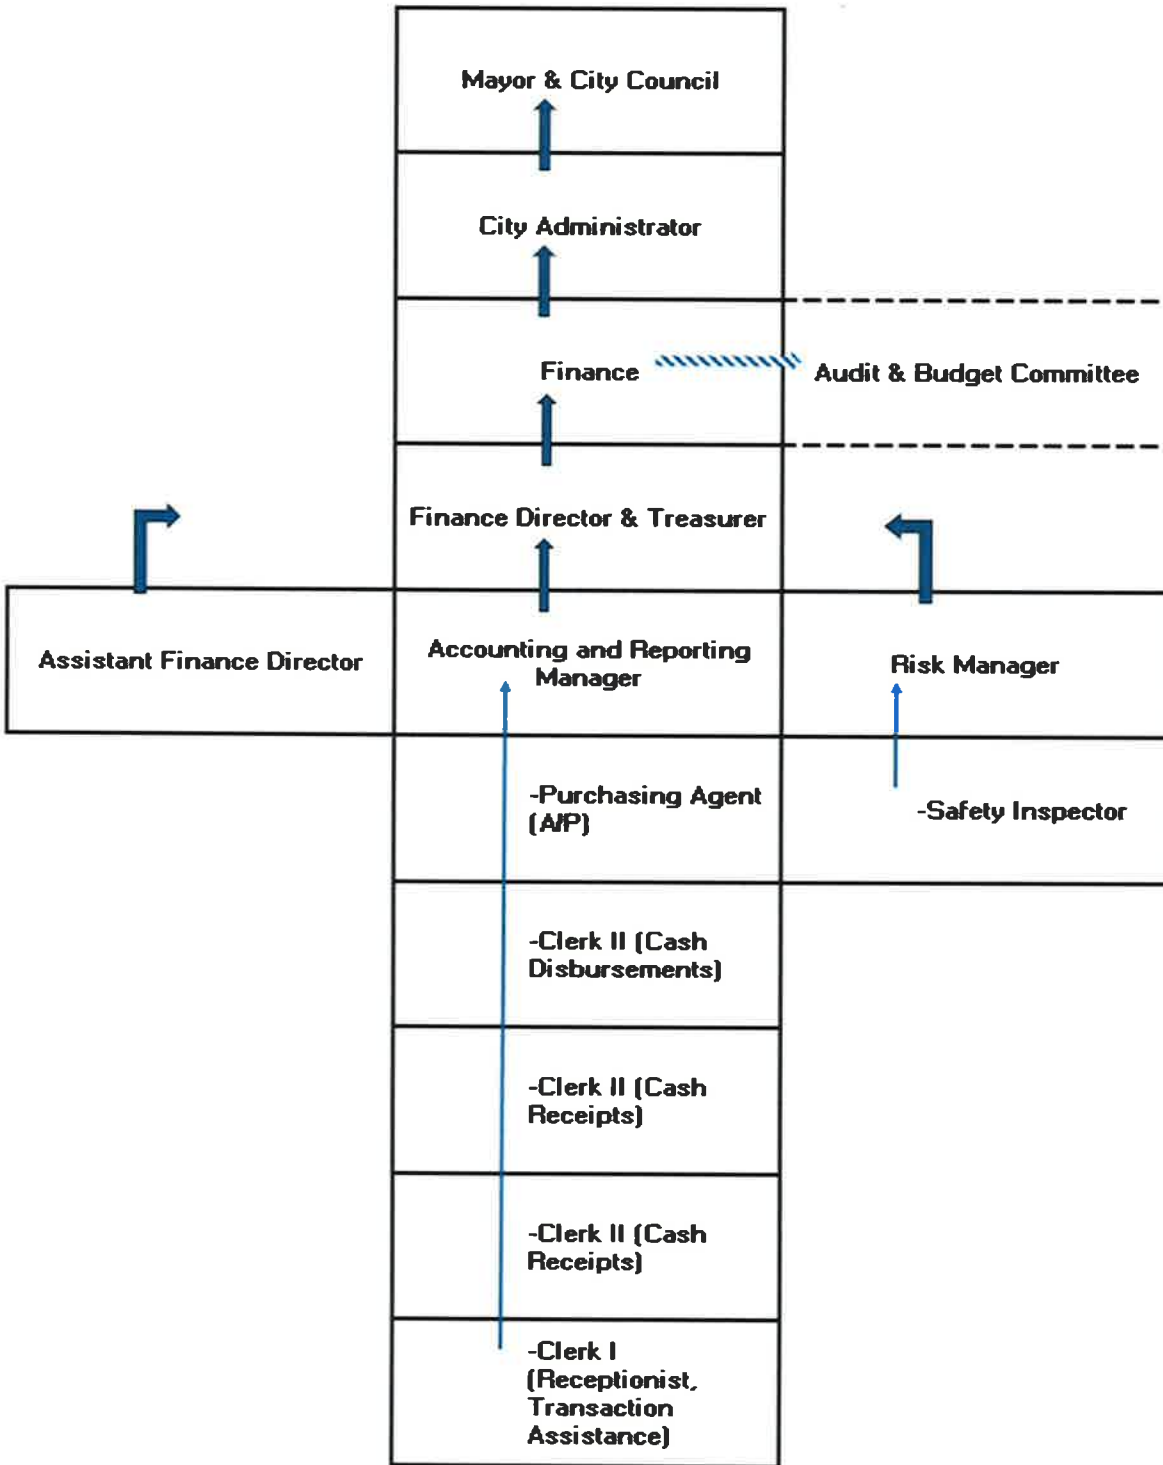 Mayor & City Council
City Administrator
Finance
Audit & Budget Committee
Finance Director & Treasurer
Assistant Finance Director
Accounting and Reporting
Manager
Risk Manager
-Purchasing Agent
(A/P)
-Safety Inspector
-Clerk II (Cash
Disbursements)
-Clerk II (Cash
Receipts)
-Clerk II (Cash
Receipts)
-Clerk I
(Receptionist,
Transaction
Assistance)